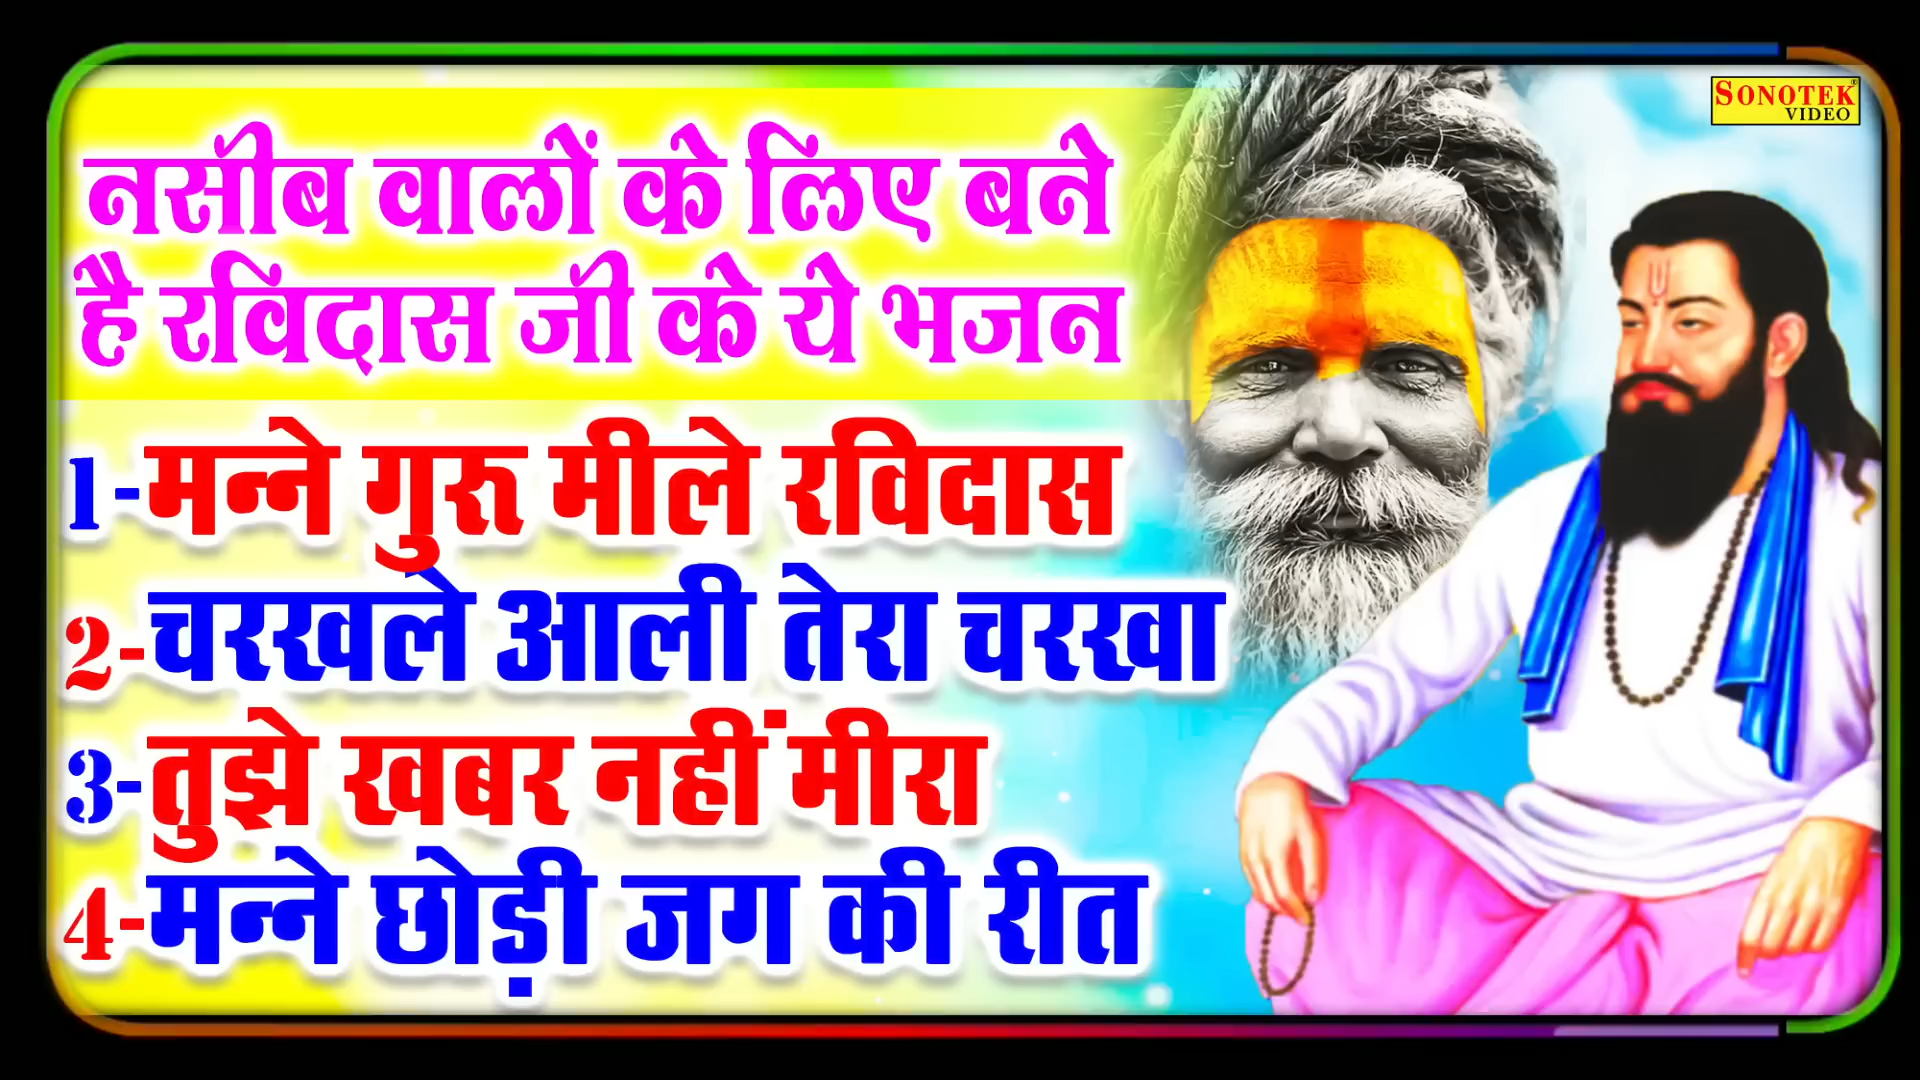 नसीब वालों के लिए बने
है रविदास जी के ये भजन
1-मन्ने गुरु मीले रविदास
2-चरखले आली तेरा चरखा
3-तुझे खबर नहीं मीरा
4-मन्ने छोड़ी जग की रीत
SONOTEK®
VIDEO